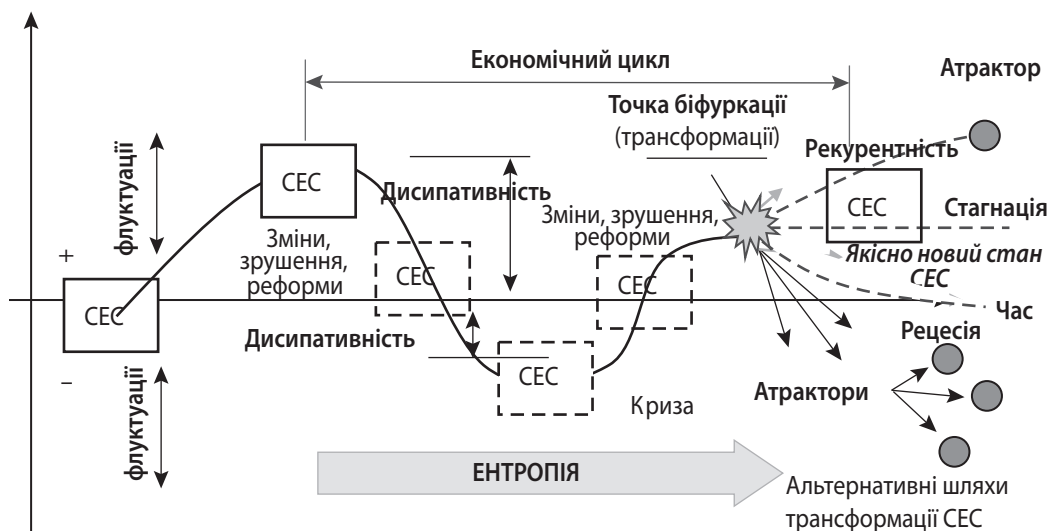 Економічний цикл
Атрактор
Точка біфуркації
(трансформації)
флуктуації
Рекурентність
СЕС
Дисипативність
СЕС
Стагнація
Зміни, зрушення,
реформи
Зміни,
зрушення,
реформи
+
СЕС
СЕС
Якісно новий стан
СЕС
СЕС
Час
Дисипативність
Рецесія
–
СЕС
флуктуації
Криза
Атрактори
ЕНТРОПІЯ
Альтернативні шляхи
трансформації СЕС